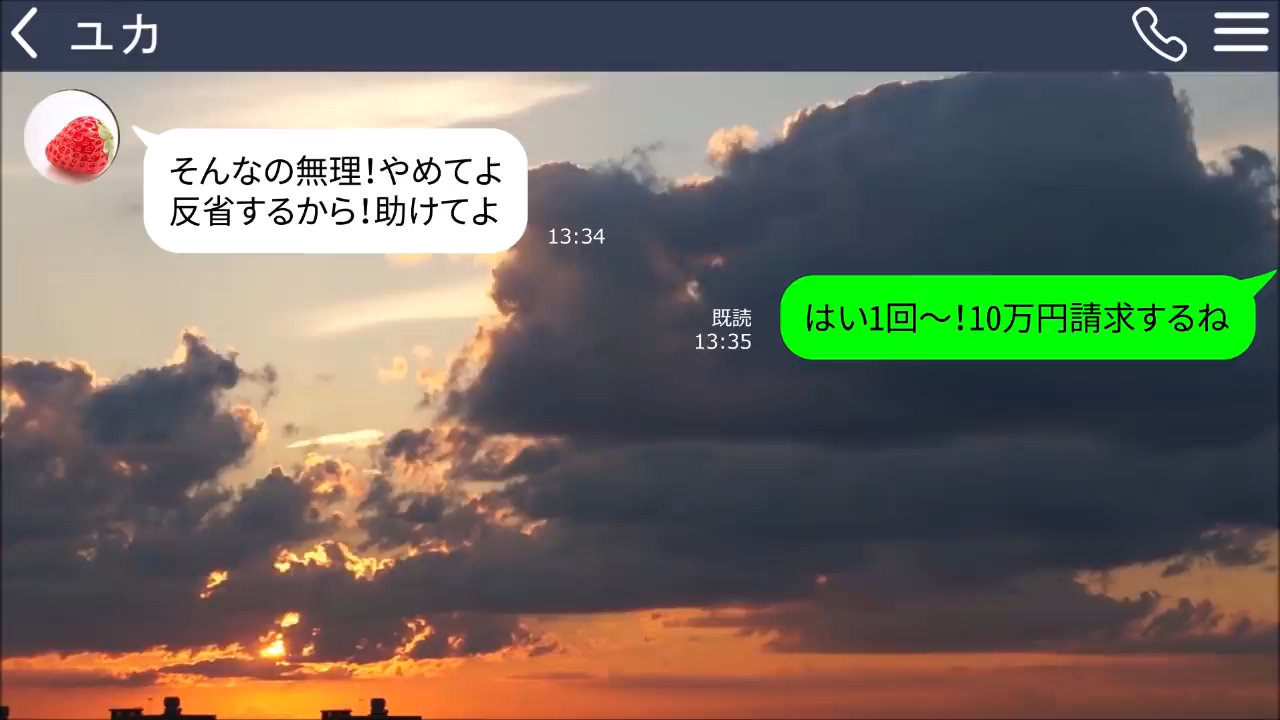 ユカ
そんなの無理！やめてよ
反省するから！助けてよ
13:34
はい1回～！10万円請求するね
既読
13:35